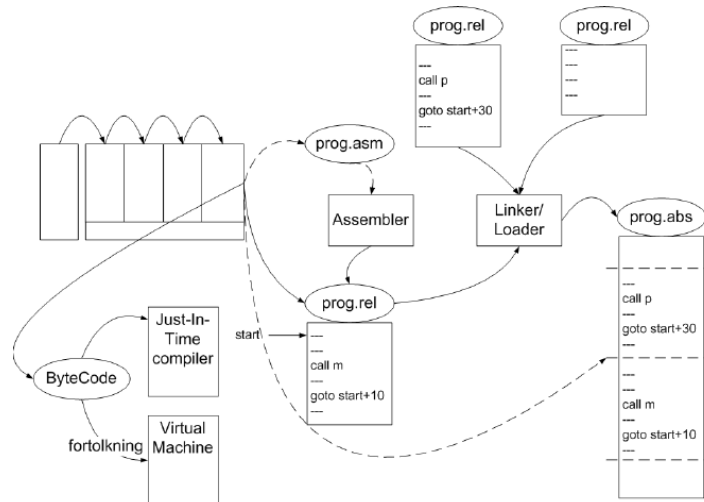 prog.rel
---
call p
---
goto start+30
---
prog.rel
---
---
---
---
prog.asm
Assembler
Linker/
Loader
prog.abs
---
call p
---
goto start+30
---
---
---
call m
---
goto start+10
---
prog.rel
start
---
---
call m
---
goto start+10
---
ByteCode
Just-In-
Time
compiler
fortolkning
Virtual
Machine